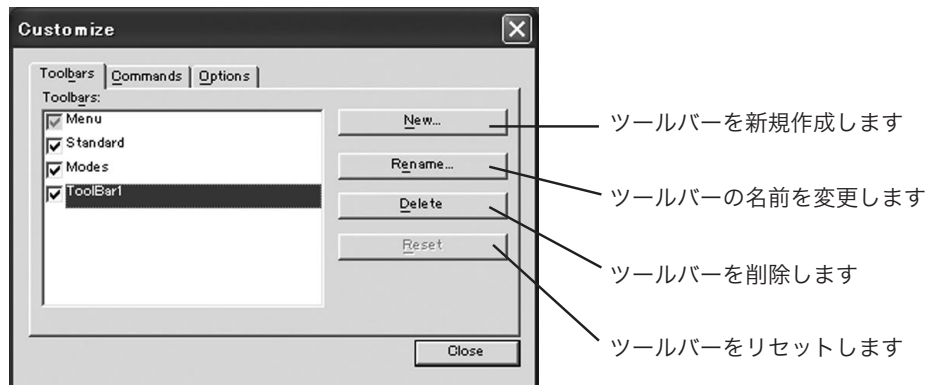 Customize
Toolbars Commands Options
Toolbars:
Menu
Standard
Modes
ToolBar1
New...
Rename...
Delete
Reset
Close
ツールバーを新規作成します
ツールバーの名前を変更します
ツールバーを削除します
ツールバーをリセットします